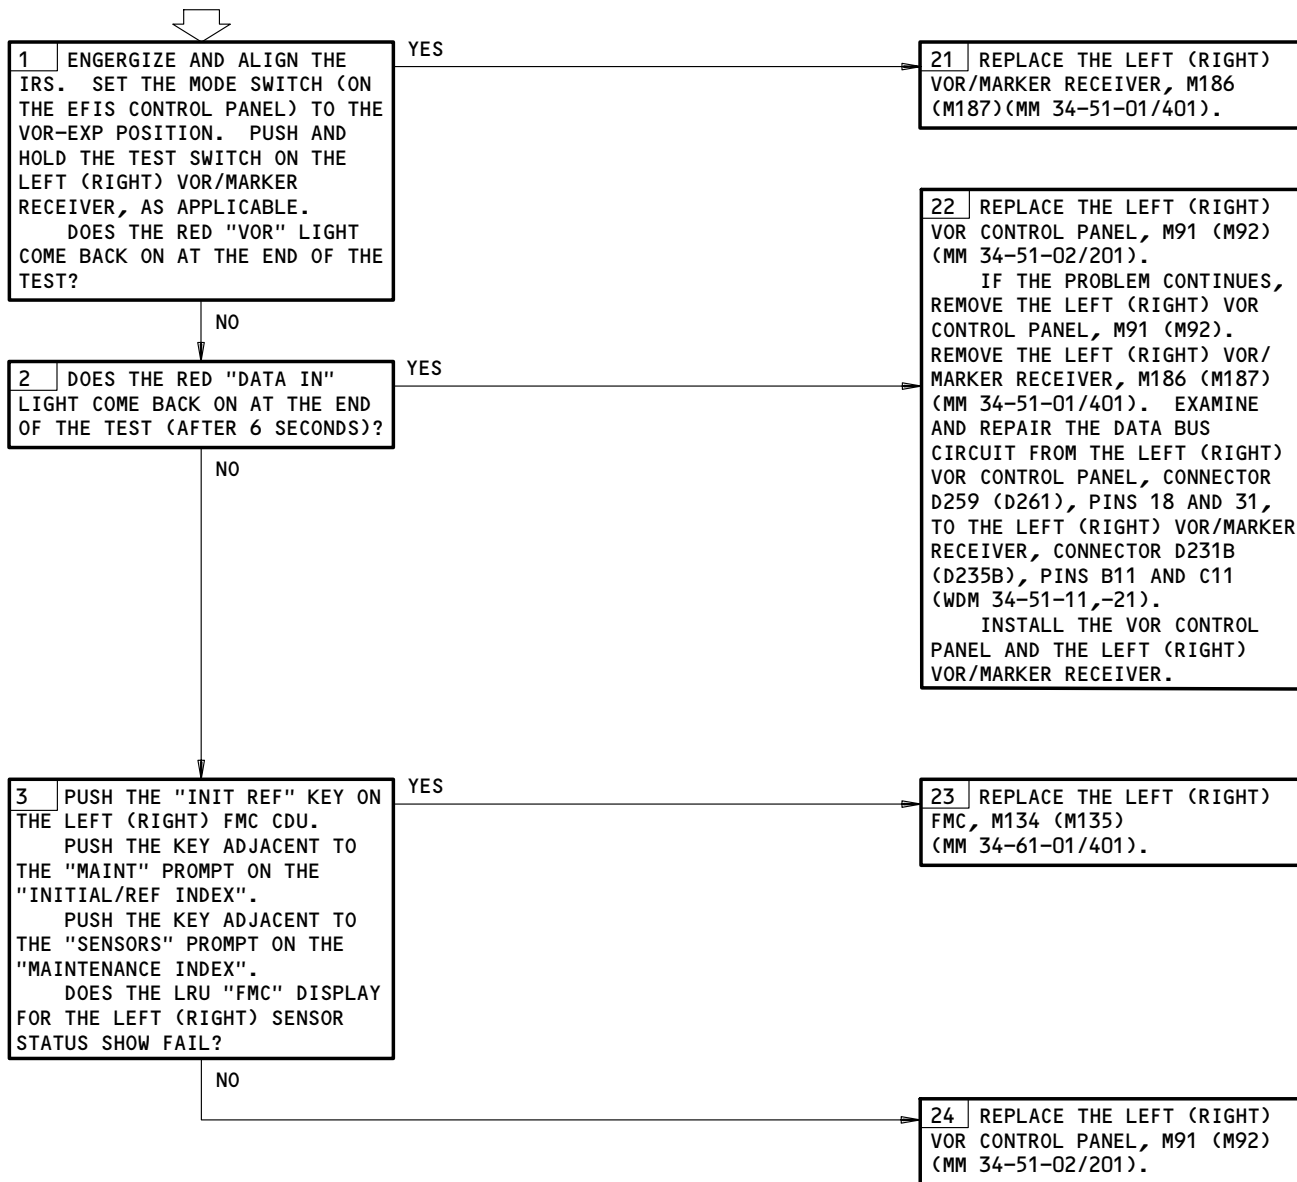 1 ENGERGIZE AND ALIGN THE
IRS. SET THE MODE SWITCH (ON
THE EFIS CONTROL PANEL) TO THE
VOR-EXP POSITION. PUSH AND
HOLD THE TEST SWITCH ON THE
LEFT (RIGHT) VOR/MARKER
RECEIVER, AS APPLICABLE.
DOES THE RED "VOR" LIGHT
COME BACK ON AT THE END OF THE
TEST?
YES
21 REPLACE THE LEFT (RIGHT)
VOR/MARKER RECEIVER, M186
(M187)(MM 34-51-01/401).
NO
2 DOES THE RED "DATA IN"
LIGHT COME BACK ON AT THE END
OF THE TEST (AFTER 6 SECONDS)?
YES
22 REPLACE THE LEFT (RIGHT)
VOR CONTROL PANEL, M91 (M92)
(MM 34-51-02/201).
IF THE PROBLEM CONTINUES,
REMOVE THE LEFT (RIGHT) VOR
CONTROL PANEL, M91 (M92).
REMOVE THE LEFT (RIGHT) VOR/
MARKER RECEIVER, M186 (M187)
(MM 34-51-01/401). EXAMINE
AND REPAIR THE DATA BUS
CIRCUIT FROM THE LEFT (RIGHT)
VOR CONTROL PANEL, CONNECTOR
D259 (D261), PINS 18 AND 31,
TO THE LEFT (RIGHT) VOR/MARKER
RECEIVER, CONNECTOR D231B
(D235B), PINS B11 AND C11
(WDM 34-51-11,-21).
INSTALL THE VOR CONTROL
PANEL AND THE LEFT (RIGHT)
VOR/MARKER RECEIVER.
NO
3 PUSH THE "INIT REF" KEY ON
THE LEFT (RIGHT) FMC CDU.
PUSH THE KEY ADJACENT TO
THE "MAINT" PROMPT ON THE
"INITIAL/REF INDEX".
PUSH THE KEY ADJACENT TO
THE "SENSORS" PROMPT ON THE
"MAINTENANCE INDEX".
DOES THE LRU "FMC" DISPLAY
FOR THE LEFT (RIGHT) SENSOR
STATUS SHOW FAIL?
YES
23 REPLACE THE LEFT (RIGHT)
FMC, M134 (M135)
(MM 34-61-01/401).
NO
24 REPLACE THE LEFT (RIGHT)
VOR CONTROL PANEL, M91 (M92)
(MM 34-51-02/201).